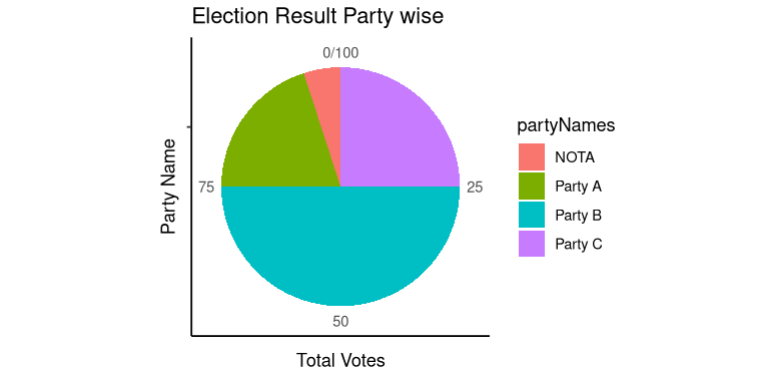 Election Result Party wise
0/100
75
25
50
Party Name
Total Votes
partyNames
NOTA
Party A
Party B
Party C